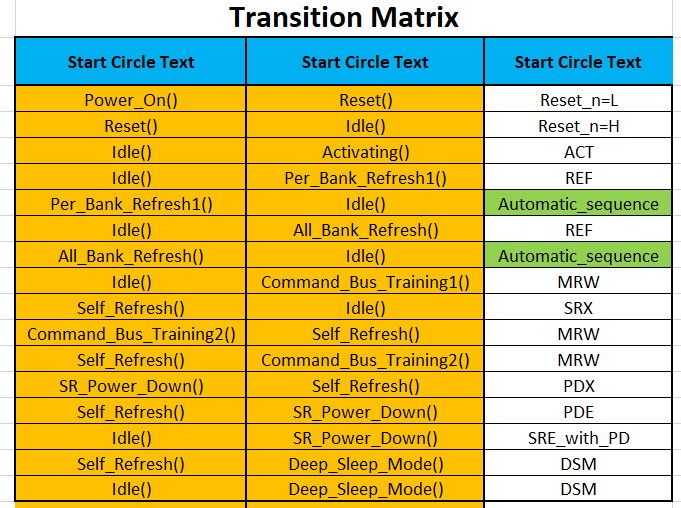 Transition Matrix
Start Circle Text Start Circle Text Start Circle Text
Power_On() Reset() Reset_n=L
Reset() Idle() Reset_n=H
Idle() Activating() ACT
Idle() Per_Bank_Refresh1() REF
Per_Bank_Refresh1() Idle() Automatic_sequence
Idle() All_Bank_Refresh() REF
All_Bank_Refresh() Idle() Automatic_sequence
Idle() Command_Bus_Training1() MRW
Self_Refresh() Idle() SRX
Command_Bus_Training2() Self_Refresh() MRW
Self_Refresh() Command_Bus_Training2() MRW
SR_Power_Down() Self_Refresh() PDX
Self_Refresh() SR_Power_Down() PDE
Idle() SR_Power_Down() SRE_with_PD
Self_Refresh() Deep_Sleep_Mode() DSM
Idle() Deep_Sleep_Mode() DSM